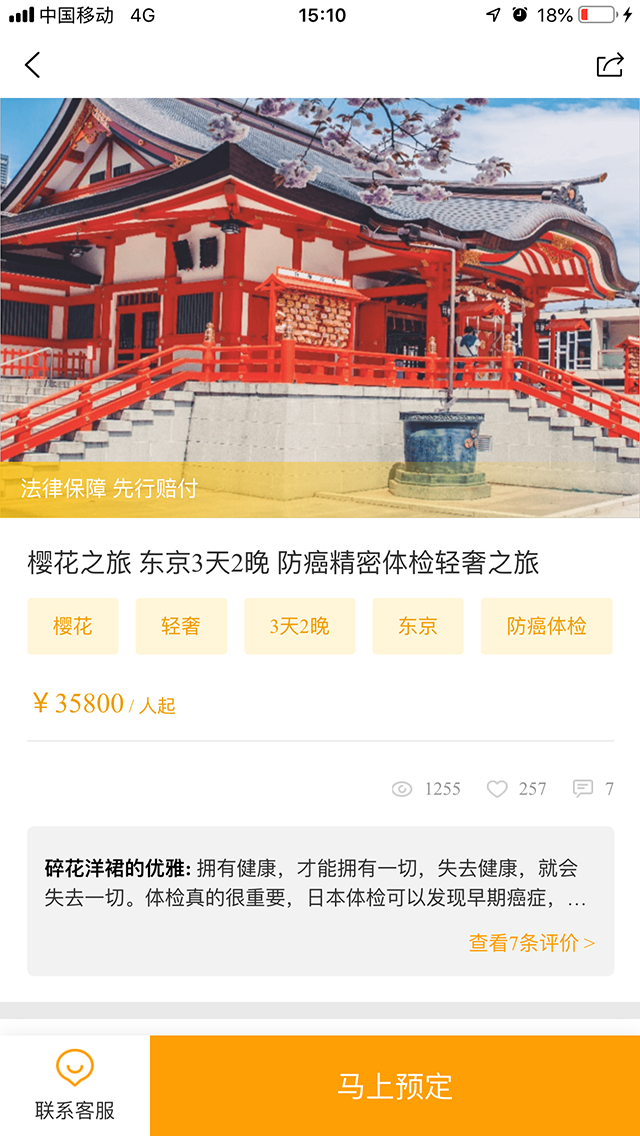 中国移动 4G 15:10 18%
法律保障 先行赔付
樱花之旅 东京3天2晚 防癌精密体检轻奢之旅
樱花 轻奢 3天2晚 东京 防癌体检
￥35800 / 人起
1255 257 7
碎花洋裙的优雅: 拥有健康，才能拥有一切，失去健康，就会
失去一切。体检真的很重要，日本体检可以发现早期癌症，…
查看7条评价 >
联系客服 马上预定